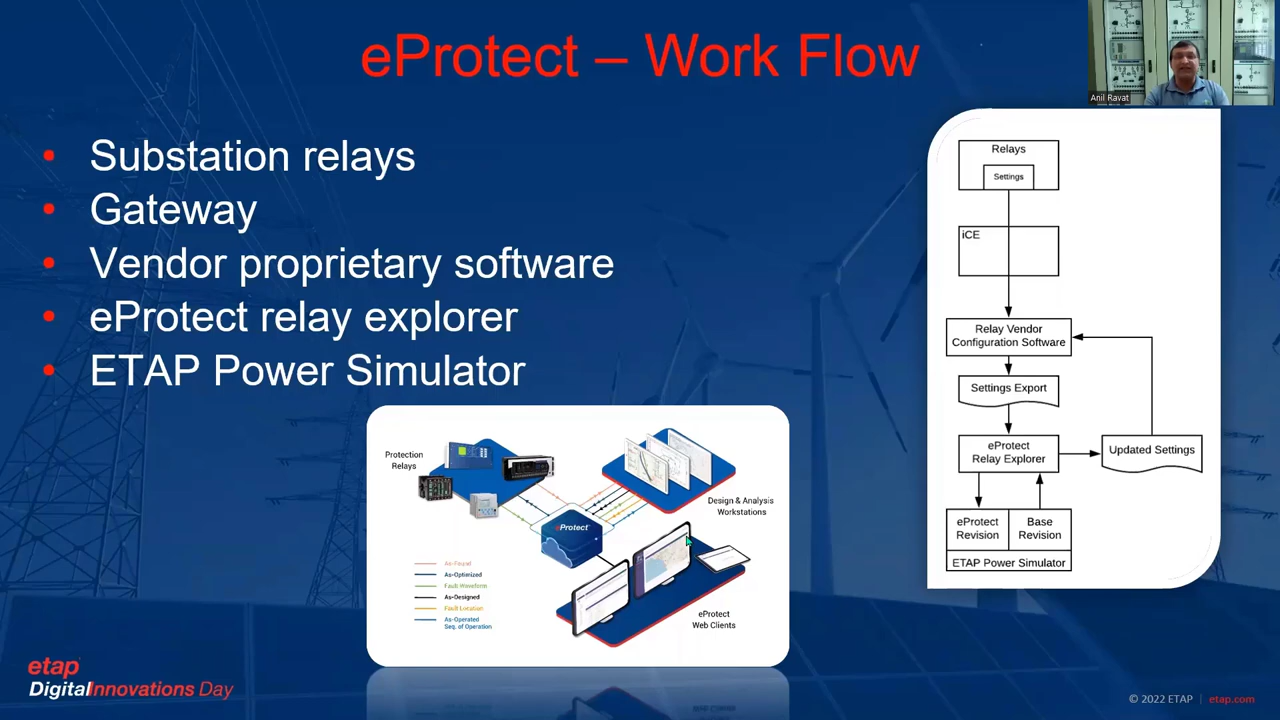 eProtect – Work Flow
Anil Ravat
• Substation relays
• Gateway
• Vendor proprietary software
• eProtect relay explorer
• ETAP Power Simulator
Protection
Relays
eProtect
Design & Analysis
Workstations
As-Found
As-Optimized
Fault Waveform
As-Designed
Fault Location
As-Operated
Seq. of Operation
eProtect
Web Clients
Relays
Settings
iCE
Relay Vendor
Configuration Software
Settings Export
eProtect
Relay Explorer
Updated Settings
eProtect
Revision
Base
Revision
ETAP Power Simulator
etap
DigitalInnovations Day
© 2022 ETAP | etap.com